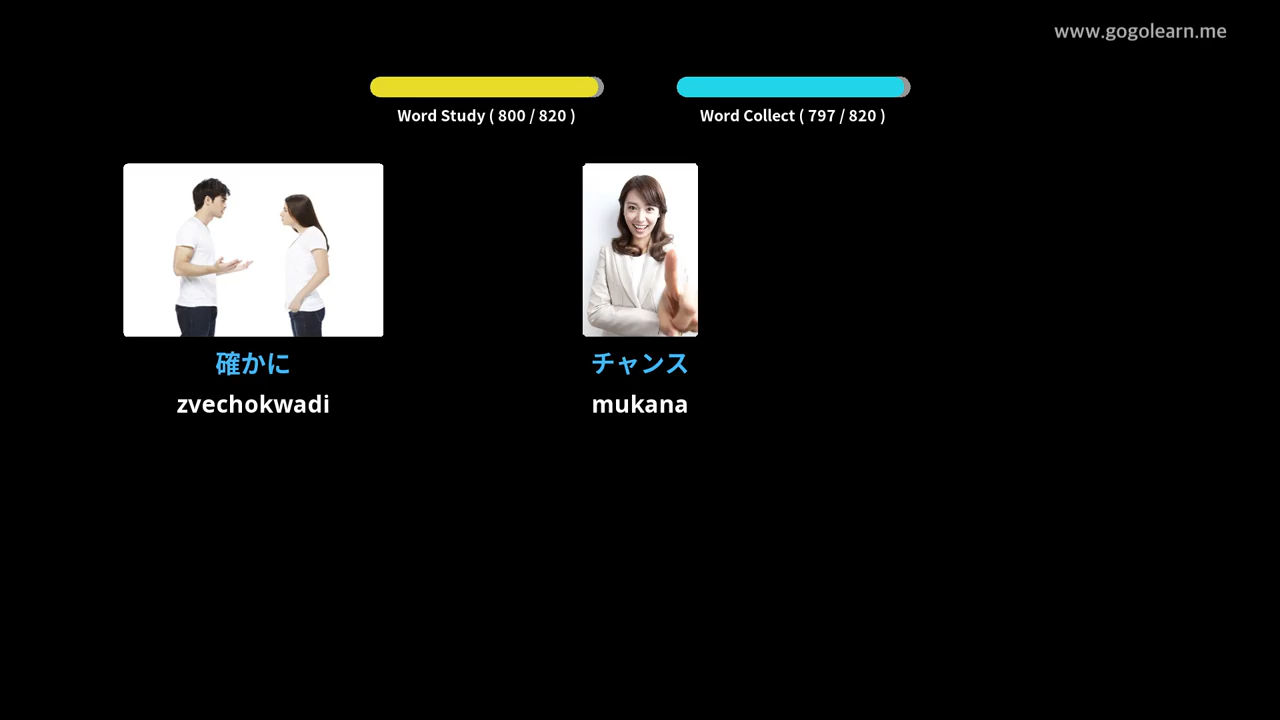 www.gogolearn.me
Word Study ( 800 / 820 )
Word Collect ( 797 / 820 )
確かに
zvechokwadi
チャンス
mukana